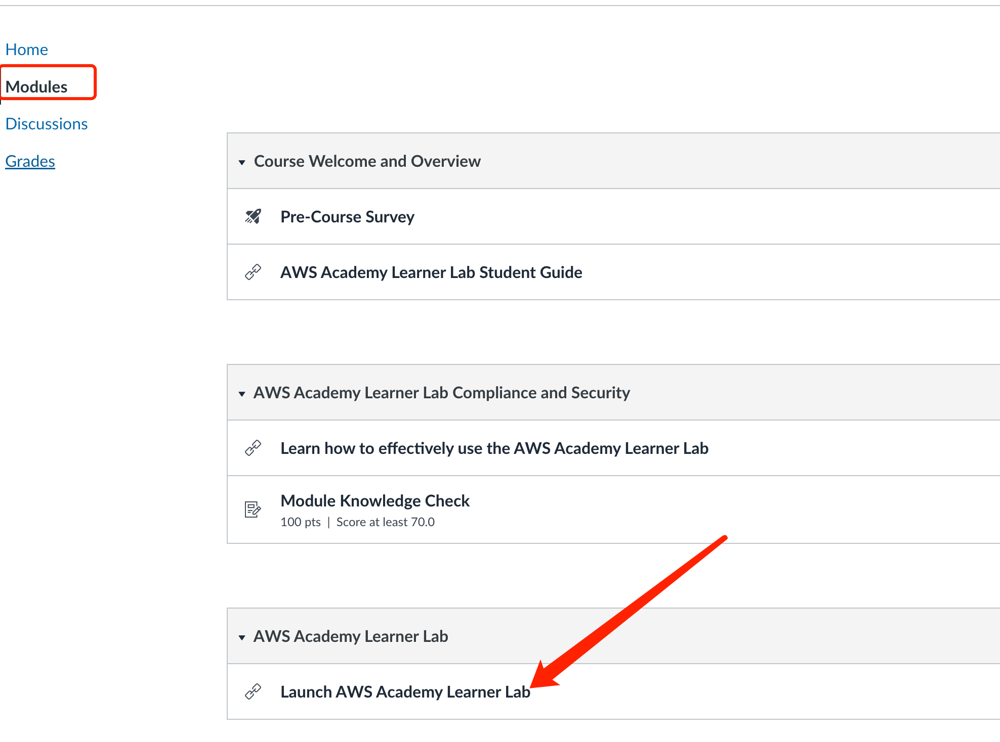 Home
Modules
Discussions
Grades
Course Welcome and Overview
Pre-Course Survey
AWS Academy Learner Lab Student Guide
AWS Academy Learner Lab Compliance and Security
Learn how to effectively use the AWS Academy Learner Lab
Module Knowledge Check
100 pts | Score at least 70.0
AWS Academy Learner Lab
Launch AWS Academy Learner Lab